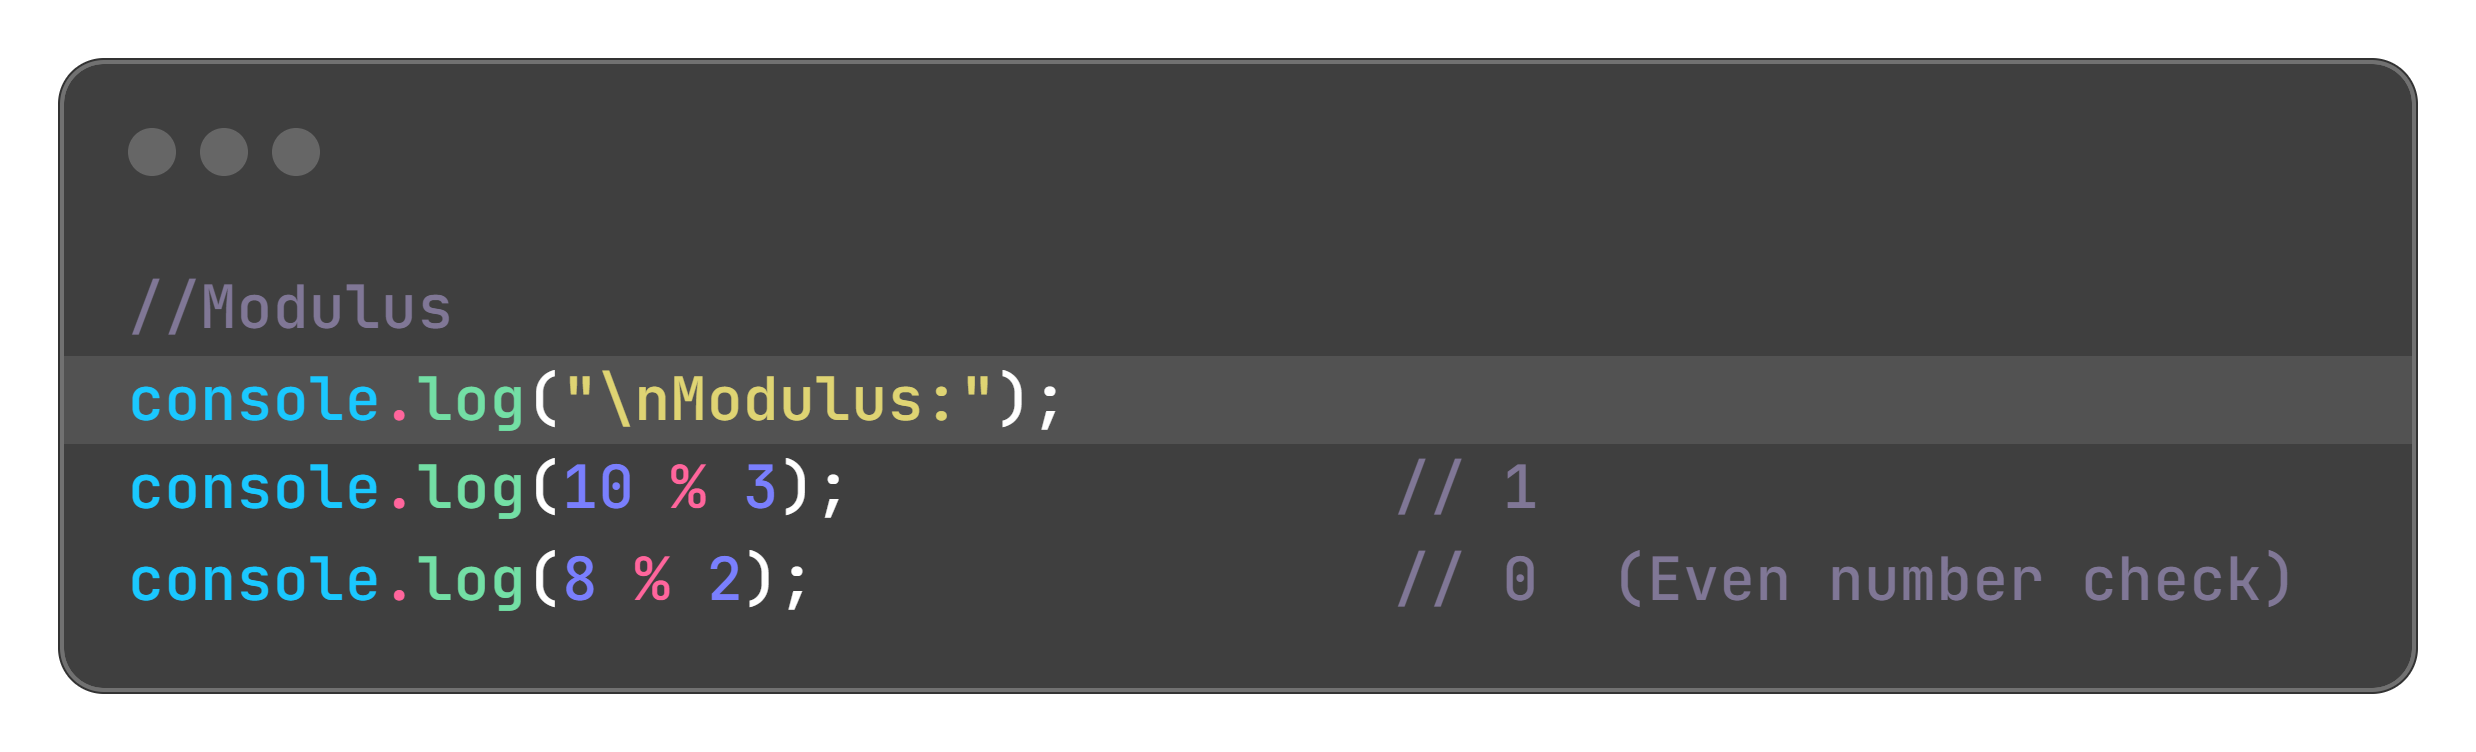 //Modulus
console.log("\nModulus:");
console.log(10 % 3);               // 1
console.log(8 % 2);                // 0  (Even number check)